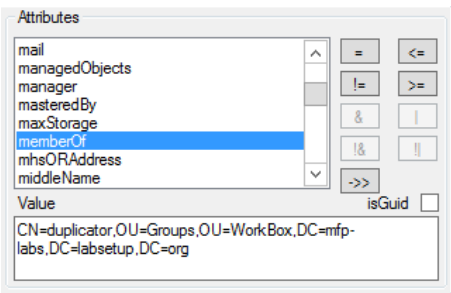 Attributes
mail
managedObjects
manager
masteredBy
maxStorage
memberOf
mhsORAddress
middleName
= <=
!= >=
& |
!& !|
->>
Value isGuid
CN=duplicator,OU=Groups,OU=WorkBox,DC=mfp-
labs,DC=labsetup,DC=org